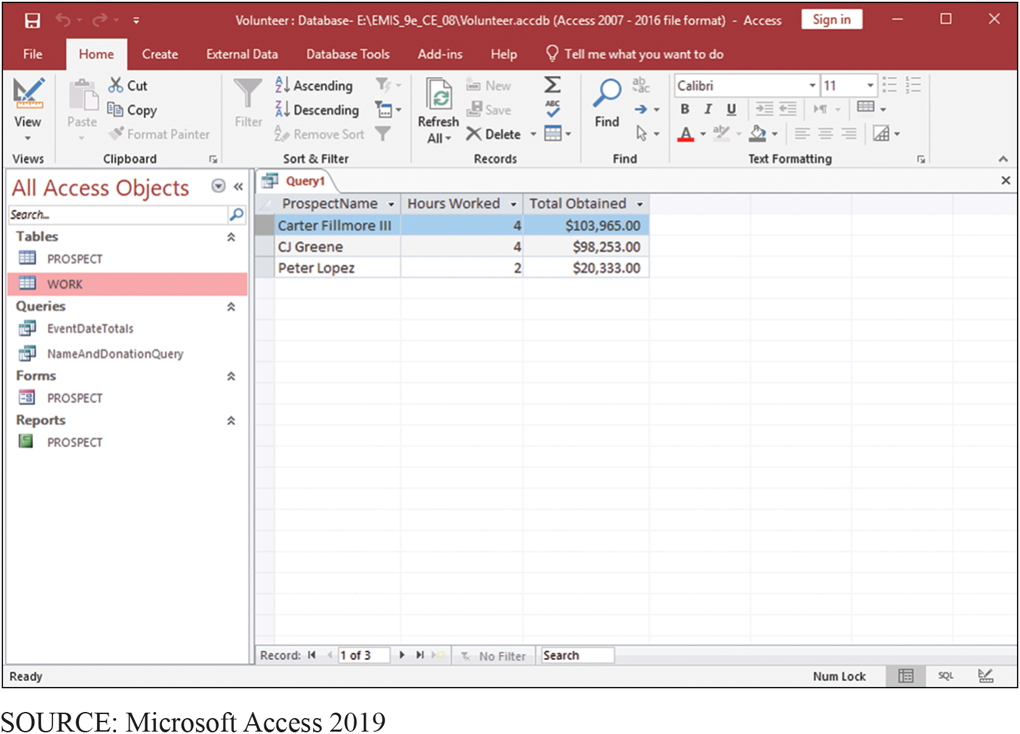 Volunteer : Database- E:\EMIS_9e_CE_08\Volunteer.accdb (Access 2007 - 2016 file format) - Access Sign in
File Home Create External Data Database Tools Add-ins Help Tell me what you want to do
View
Views
Paste
Cut
Copy
Format Painter
Clipboard
Filter
Ascending
Descending
Remove Sort
Sort & Filter
Refresh
All
New
Save
Delete
Records
Find
Find
Calibri 11
B I U
Text Formatting
All Access Objects
Search...
Tables
PROSPECT
WORK
Queries
EventDateTotals
NameAndDonationQuery
Forms
PROSPECT
Reports
PROSPECT
Query1
ProspectName Hours Worked Total Obtained
Carter Fillmore III 4 $103,965.00
CJ Greene 4 $98,253.00
Peter Lopez 2 $20,333.00
Record: 1 of 3 No Filter Search
Ready Num Lock SQL
SOURCE: Microsoft Access 2019